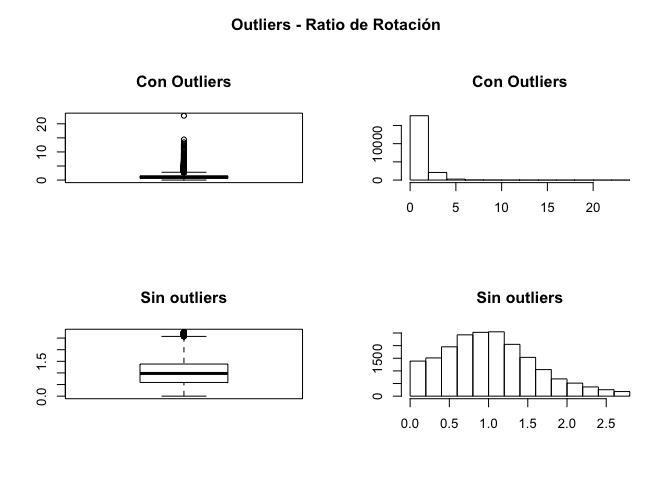 Outliers - Ratio de Rotación
Con Outliers
0 10 20
Con Outliers
0 10000
0 5 10 15 20
Sin outliers
0.0 1.5
Sin outliers
0 1500
0.0 0.5 1.0 1.5 2.0 2.5